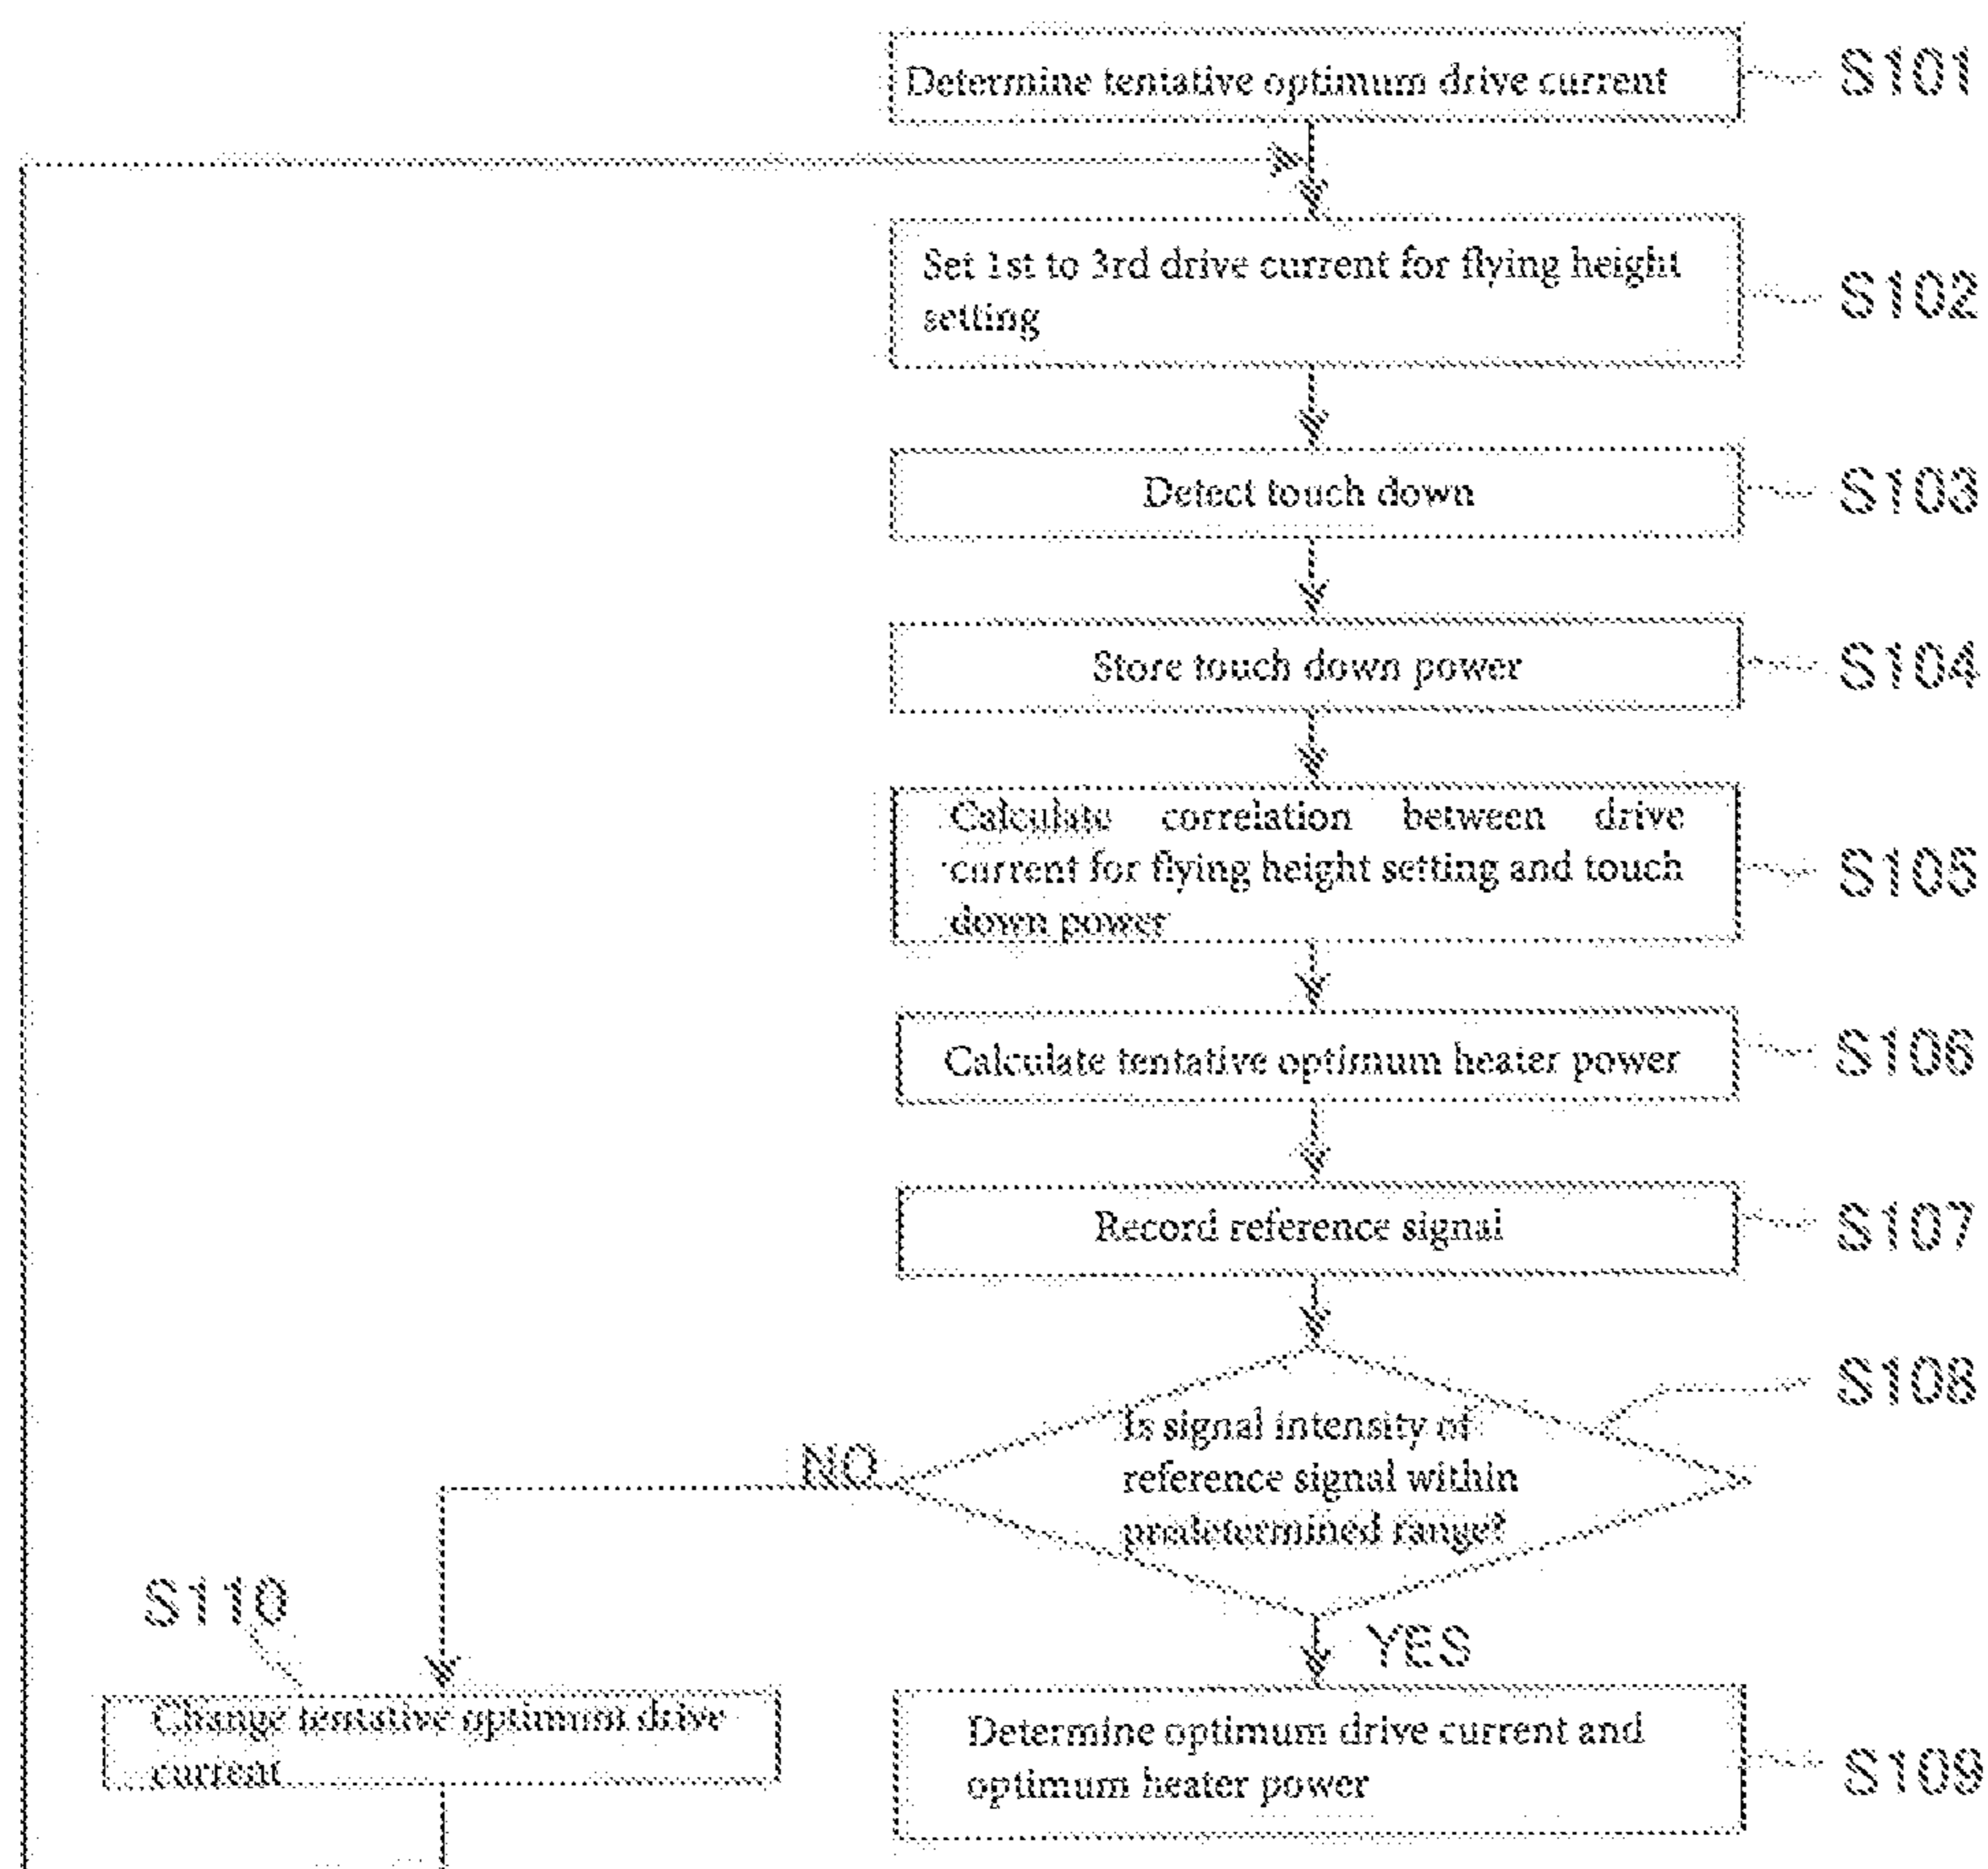 Determine tentative optimum drive current
S101
Set 1st to 3rd drive current for flying height
setting
S102
Detect touch down
S103
Store touch down power
S104
Calculate correlation between drive
current for flying height setting and touch
down power
S105
Calculate tentative optimum heater power
S106
Record reference signal
S107
S108
Is signal intensity of
reference signal within
predetermined range?
NO
YES
S110
Change tentative optimum drive
current
Determine optimum drive current and
optimum heater power
S109